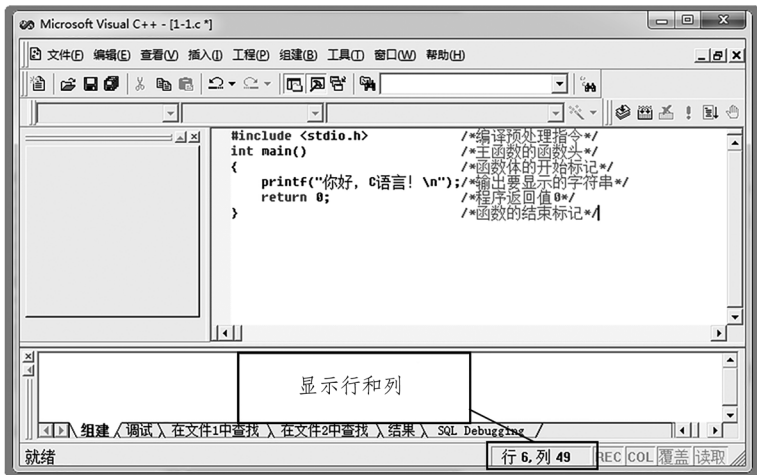 Microsoft Visual C++ - [1-1.c *]
文件(F) 编辑(E) 查看(V) 插入(I) 工程(P) 组建(B) 工具(T) 窗口(W) 帮助(H)
#include <stdio.h> /*编译预处理指令*/
int main() /*主函数的函数头*/
{ /*函数体的开始标记*/
printf("你好, C语言! \n");/*输出要显示的字符串*/
return 0; /*程序返回值0*/
} /*函数的结束标记*/
显示行和列
组建 调试 在文件1中查找 在文件2中查找 结果 SQL Debugging
就绪 行 6, 列 49 REC COL 覆盖 读取